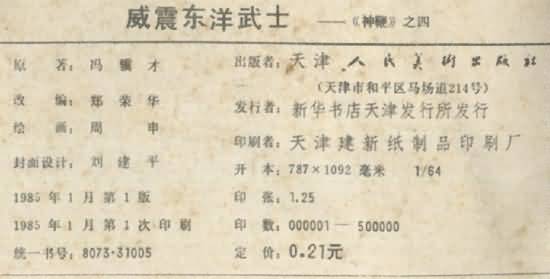 威震东洋武士 ——《神鞭》之四
原著：冯骥才
改编：郑荣华
绘画：周申
封面设计：刘建平
1985年1月第1版
1985年1月第1次印刷
统一书号：8073·31005
出版者：天津人民美术出版社
（天津市和平区马场道214号）
发行者：新华书店天津发行所发行
印刷者：天津建新纸制品印刷厂
开本：787×1092毫米 1/64
印张：1.25
印数：000001—500000
定价：0.21元